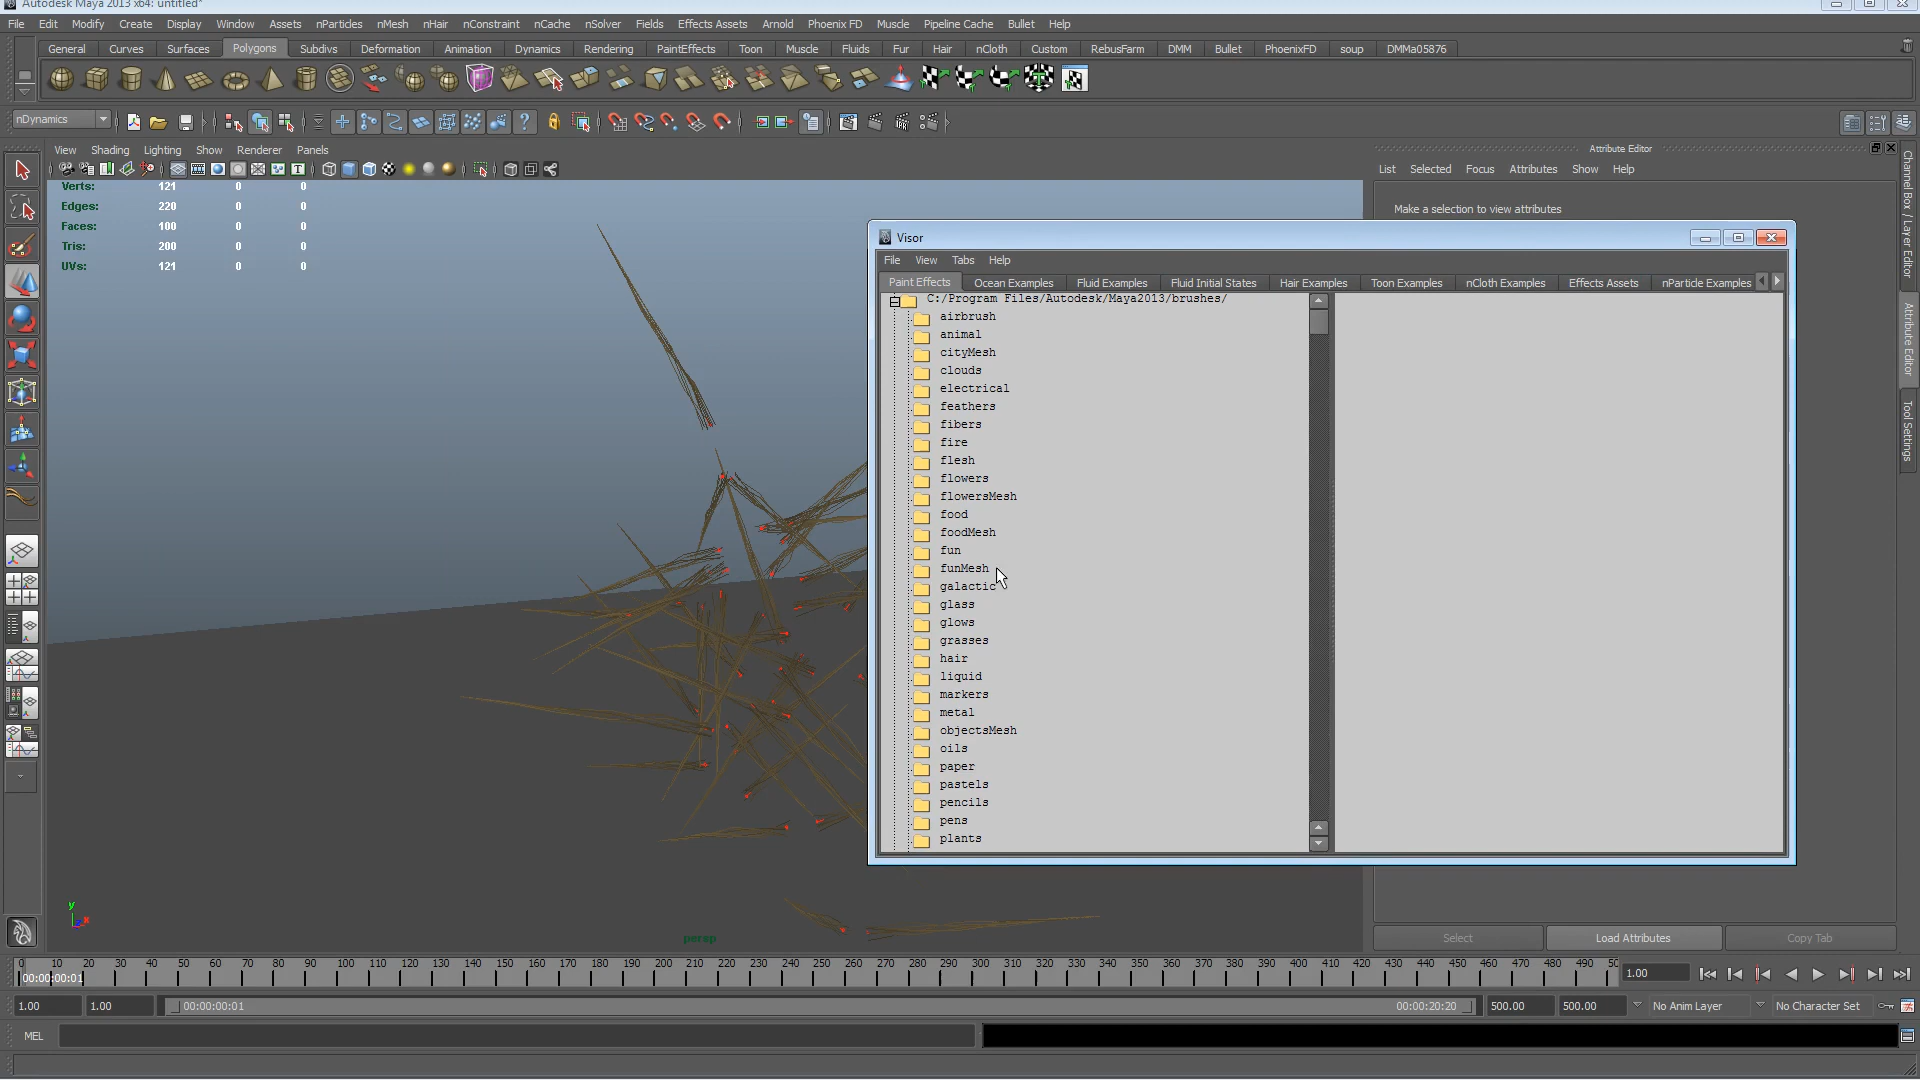 Autodesk Maya 2013 x64: untitled*
File Edit Modify Create Display Window Assets nParticles nMesh nHair nConstraint nCache nSolver Fields Effects Assets Arnold Phoenix FD Muscle Pipeline Cache Bullet Help
General Curves Surfaces Polygons Subdivs Deformation Animation Dynamics Rendering PaintEffects Toon Muscle Fluids Fur Hair nCloth Custom RebusFarm DMM Bullet PhoenixFD soup DMMa05876
nDynamics
View Shading Lighting Show Renderer Panels
Attribute Editor
List Selected Focus Attributes Show Help
Make a selection to view attributes
Verts: 121 0 0
Edges: 220 0 0
Faces: 100 0 0
Tris: 200 0 0
UVs: 121 0 0
Visor
File View Tabs Help
Paint Effects Ocean Examples Fluid Examples Fluid Initial States Hair Examples Toon Examples nCloth Examples Effects Assets nParticle Examples
C:/Program Files/Autodesk/Maya2013/brushes/
airbrush
animal
cityMesh
clouds
electrical
feathers
fibers
fire
flesh
flowers
flowersMesh
food
foodMesh
fun
funMesh
galactic
glass
glows
grasses
hair
liquid
markers
metal
objectsMesh
oils
paper
pastels
pencils
pens
plants
Channel Box / Layer Editor
Attribute Editor
Tool Settings
y
x
persp
Select Load Attributes Copy Tab
0 10 20 30 40 50 60 70 80 90 100 110 120 130 140 150 160 170 180 190 200 210 220 230 240 250 260 270 280 290 300 310 320 330 340 350 360 370 380 390 400 410 420 430 440 450 460 470 480 490 50
00:00:00:01
1.00
1.00 1.00 00:00:00:01 00:00:20:20 500.00 500.00 No Anim Layer No Character Set
MEL